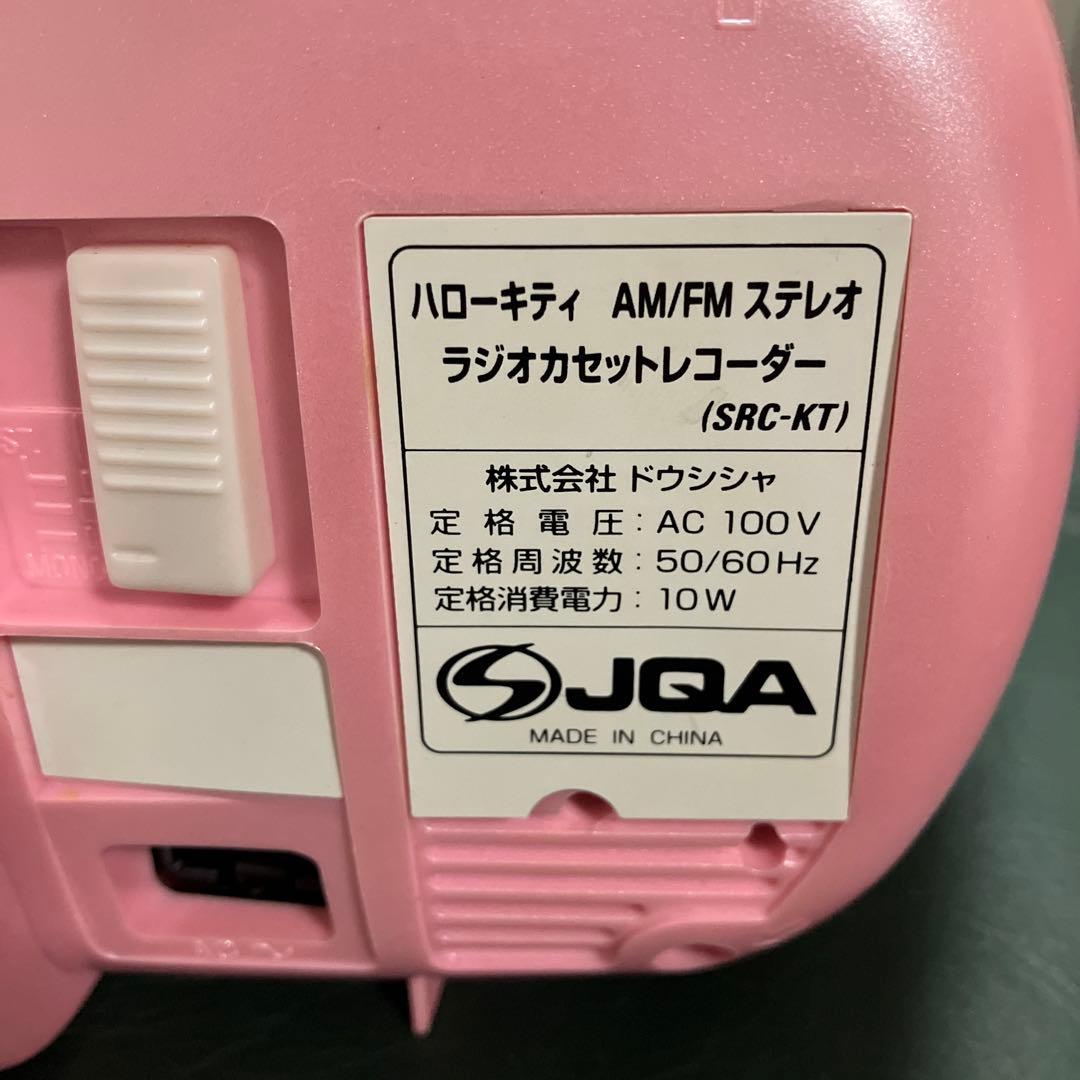 ハローキティ AM/FM ステレオ
ラジオカセットレコーダー
(SRC-KT)
株式会社 ドウシシャ
定格電圧: AC 100V
定格周波数: 50/60Hz
定格消費電力: 10W
JQA
MADE IN CHINA